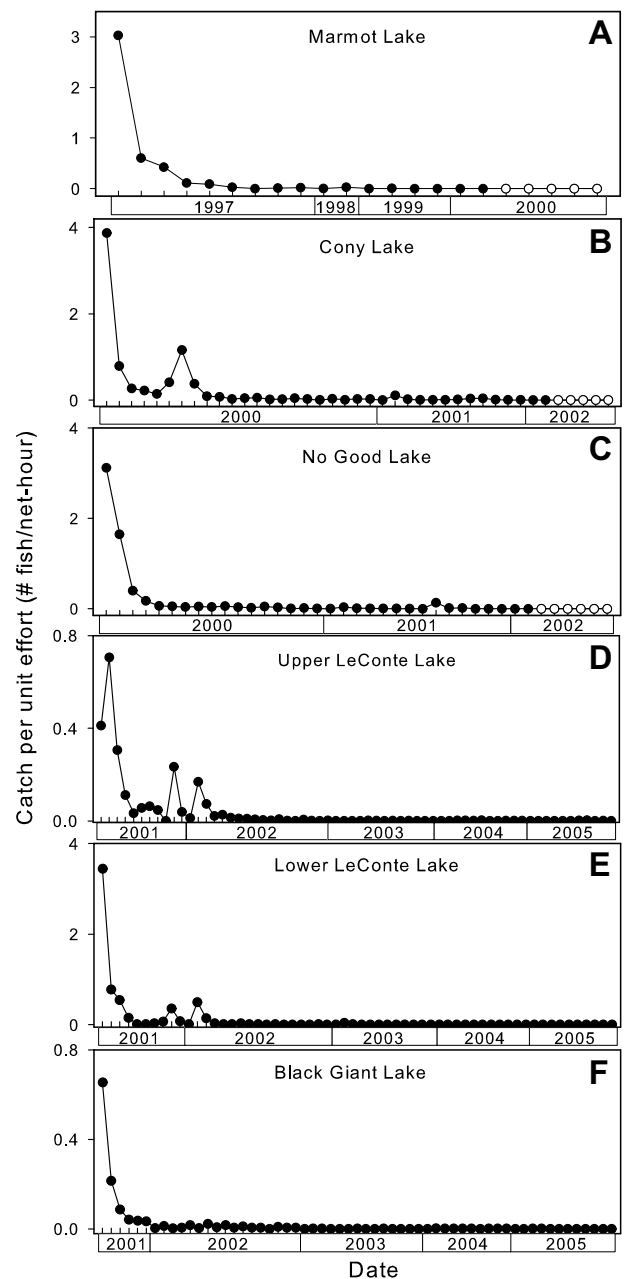 A
Marmot Lake
3
2
1
0
1997 1998 1999 2000
B
Cony Lake
4
2
0
2000 2001 2002
C
No Good Lake
4
2
0
2000 2001 2002
D
Upper LeConte Lake
0.8
0.4
0.0
2001 2002 2003 2004 2005
E
Lower LeConte Lake
4
2
0
2001 2002 2003 2004 2005
F
Black Giant Lake
0.8
0.4
0.0
2001 2002 2003 2004 2005
Catch per unit effort (# fish/net-hour)
Date